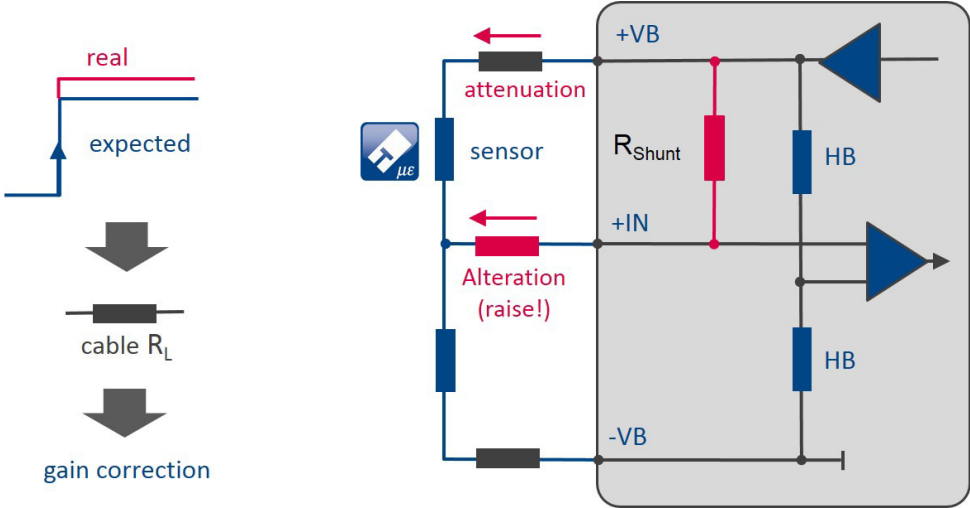 real
expected
cable RL
gain correction
+VB
attenuation
sensor
με
RShunt
HB
+IN
Alteration
(raise!)
HB
-VB